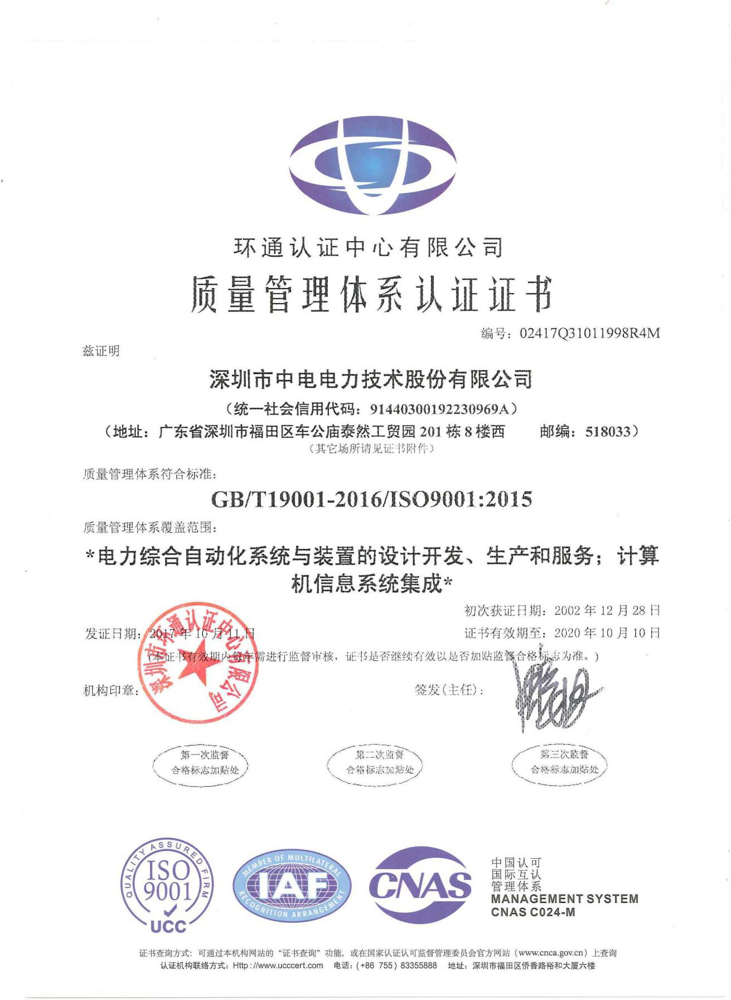 环通认证中心有限公司
质量管理体系认证证书
编号：02417Q31011998R4M
兹证明
深圳市中电电力技术股份有限公司
（统一社会信用代码：91440300192230969A）
（地址：广东省深圳市福田区车公庙泰然工贸园 201 栋 8 楼西 邮编：518033）
（其它场所请见证书附件）
质量管理体系符合标准：
GB/T19001-2016/ISO9001:2015
质量管理体系覆盖范围：
*电力综合自动化系统与装置的设计开发、生产和服务；计算
机信息系统集成*
初次获证日期：2002 年 12 月 28 日
发证日期：2017 年 10 月 11 日
证书有效期至：2020 年 10 月 10 日
(本证书有效期内每年需进行监督审核，证书是否继续有效以是否加贴监督合格标志为准。)
机构印章：
深圳市环通认证中心有限公司
签发(主任)：
第一次监督
合格标志加贴处
第二次监督
合格标志加贴处
第三次监督
合格标志加贴处
QUALITY ASSURED FIRM
ISO
9001
UCC
MEMBER OF MULTILATERAL
IAF
RECOGNITION ARRANGEMENT
CNAS
中国认可
国际互认
管理体系
MANAGEMENT SYSTEM
CNAS C024-M
证书查询方式：可通过本机构网站的“证书查询”功能，或在国家认证认可监督管理委员会官方网站（www.cnca.gov.cn）上查询
认证机构联络方式：Http://www.ucccert.com 电话：(+86 755) 83355888 地址：深圳市福田区侨香路裕和大厦六楼